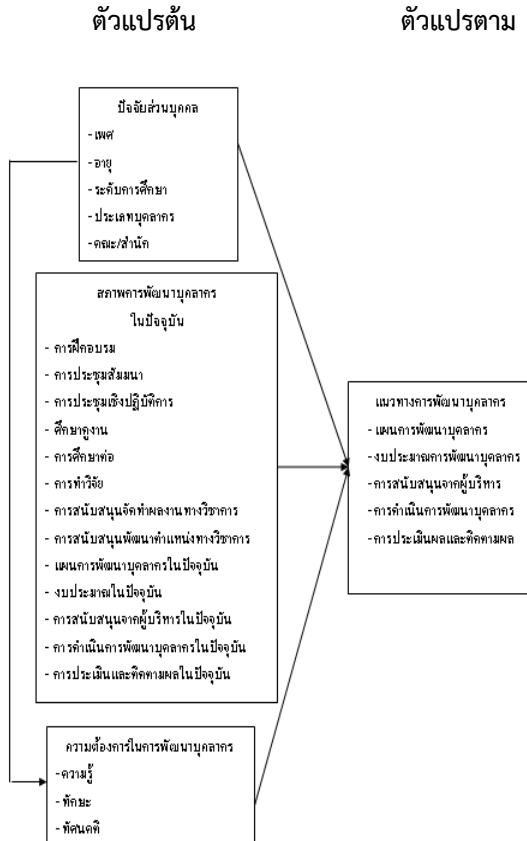 ตัวแปรต้น
ตัวแปรตาม
ปัจจัยส่วนบุคคล
- เพศ
- อายุ
- ระดับการศึกษา
- ประเภทบุคลากร
- คณะ/สำนัก
สภาพการพัฒนาบุคลากร
ในปัจจุบัน
- การฝึกอบรม
- การประชุมสัมมนา
- การประชุมเชิงปฏิบัติการ
- ศึกษาดูงาน
- การศึกษาต่อ
- การทำวิจัย
- การสนับสนุนจัดทำผลงานทางวิชาการ
- การสนับสนุนพัฒนาตำแหน่งทางวิชาการ
- แผนการพัฒนาบุคลากรในปัจจุบัน
- งบประมาณในปัจจุบัน
- การสนับสนุนจากผู้บริหารในปัจจุบัน
- การดำเนินการพัฒนาบุคลากรในปัจจุบัน
- การประเมินและติดตามผลในปัจจุบัน
ความต้องการในการพัฒนาบุคลากร
- ความรู้
- ทักษะ
- ทัศนคติ
แนวทางการพัฒนาบุคลากร
- แผนการพัฒนาบุคลากร
- งบประมาณการพัฒนาบุคลากร
- การสนับสนุนจากผู้บริหาร
- การดำเนินการพัฒนาบุคลากร
- การประเมินผลและติดตามผล